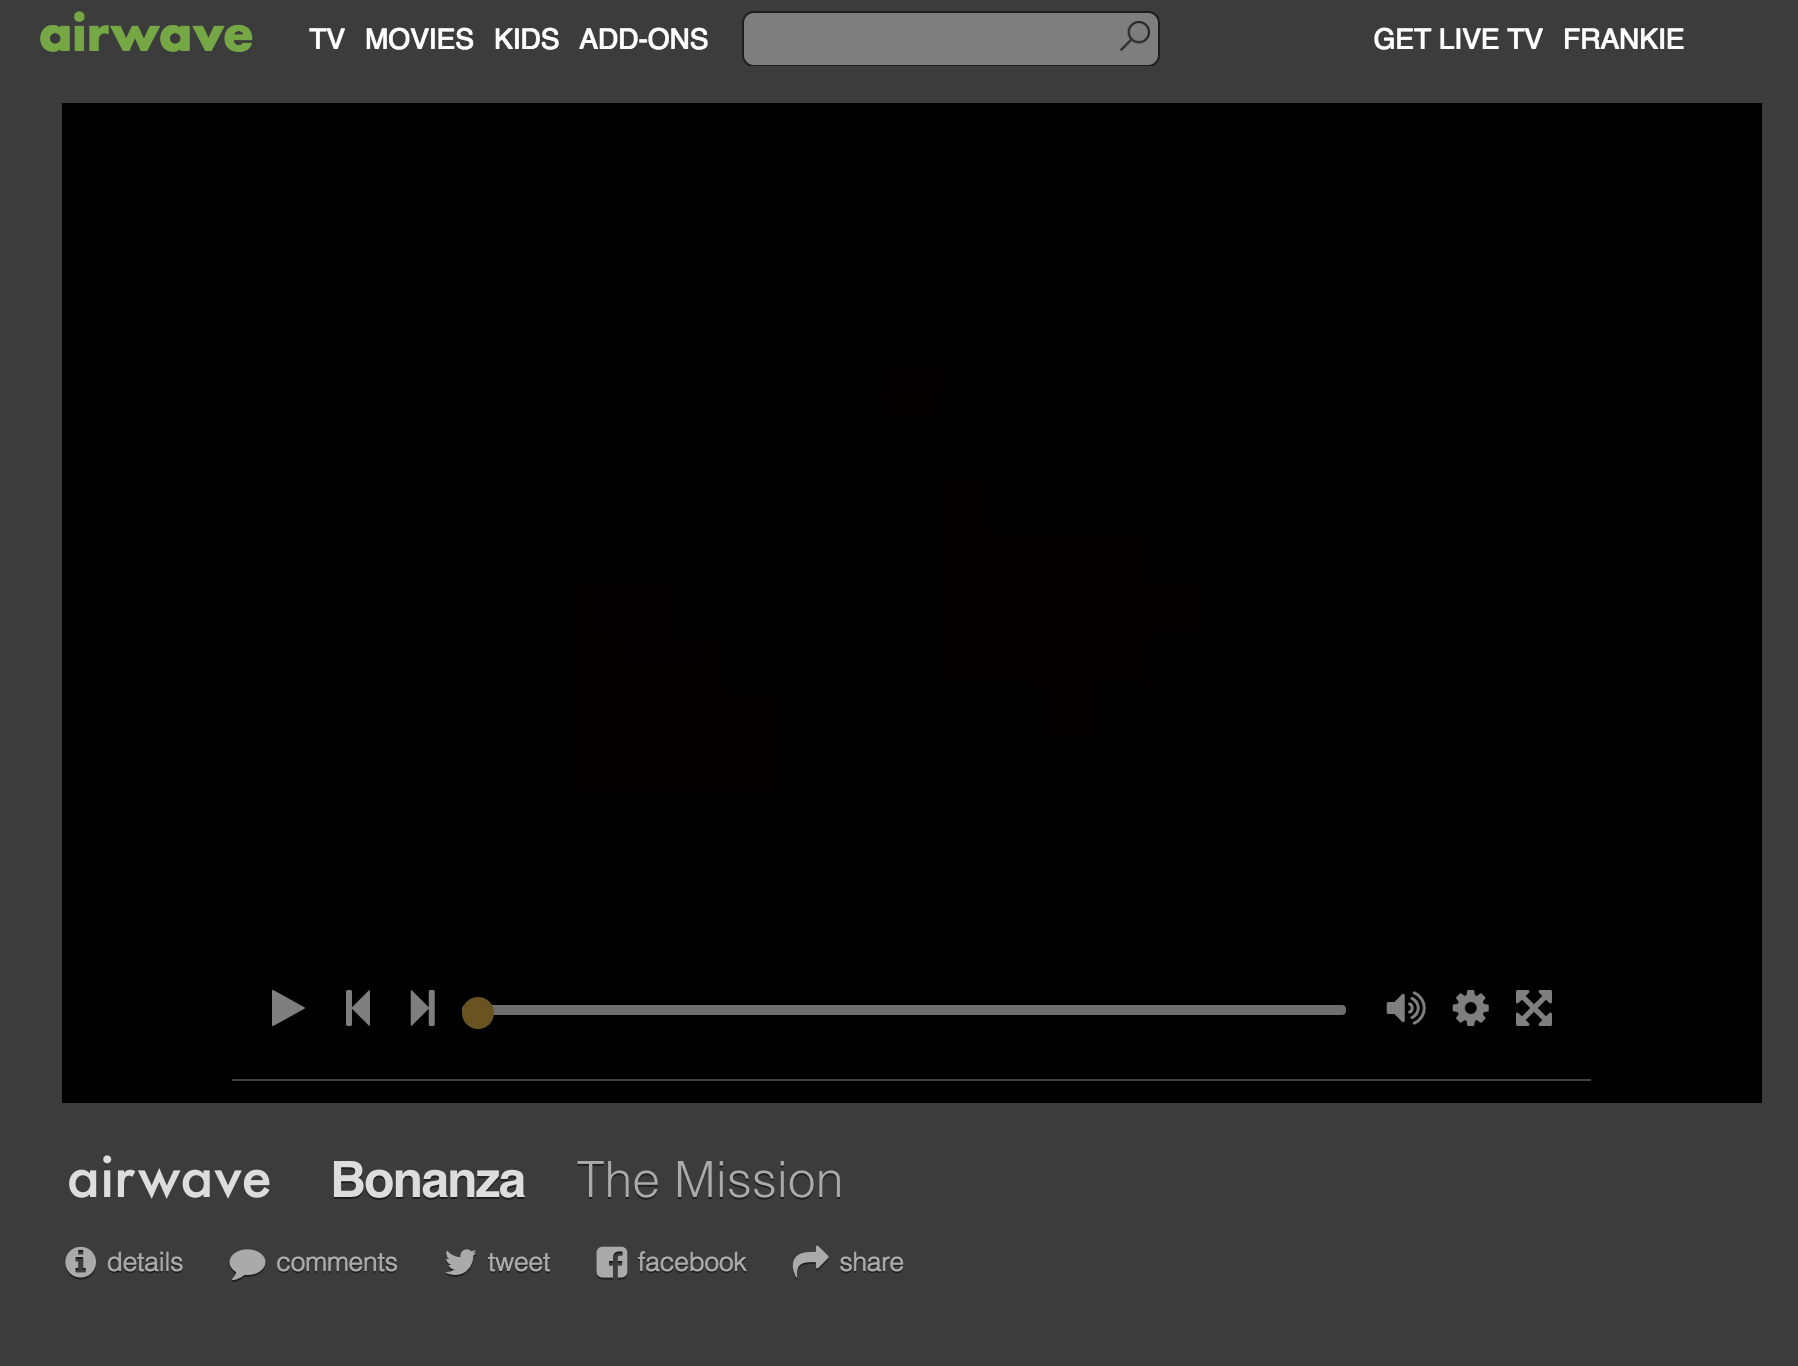 airwave TV MOVIES KIDS ADD-ONS GET LIVE TV FRANKIE
airwave Bonanza The Mission
details comments tweet facebook share